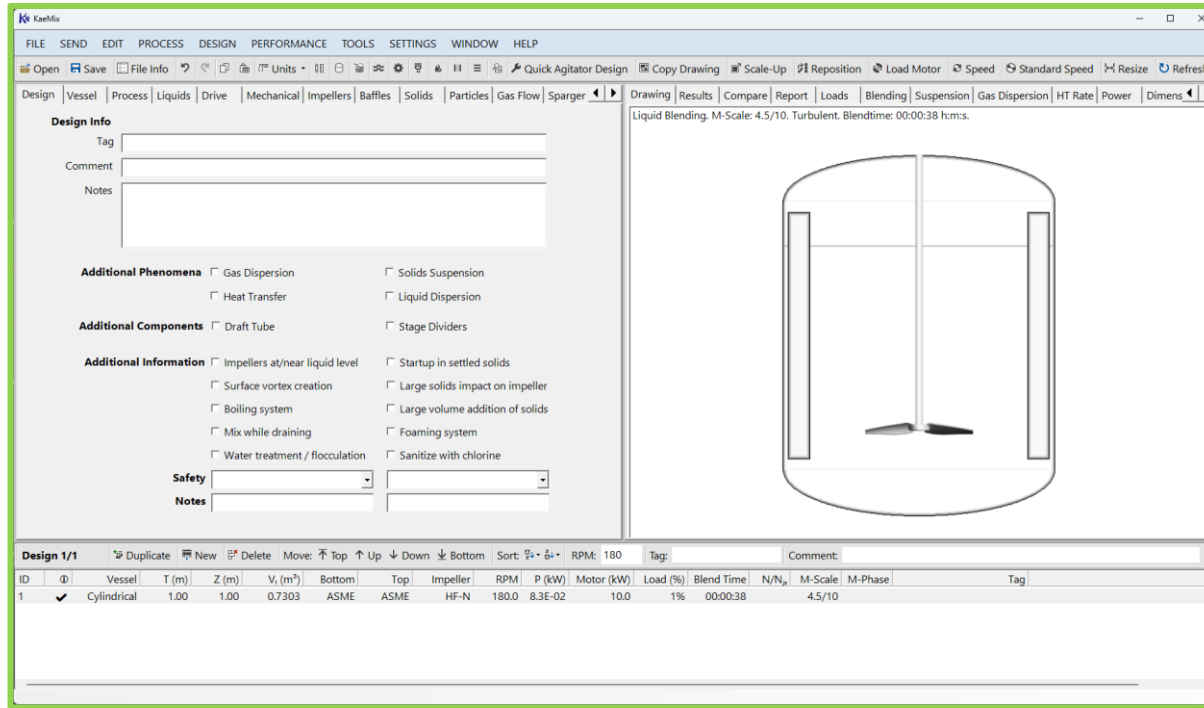 KaeMix
FILE SEND EDIT PROCESS DESIGN PERFORMANCE TOOLS SETTINGS WINDOW HELP
Open Save File Info Units Quick Agitator Design Copy Drawing Scale-Up Reposition Load Motor Speed Standard Speed Resize Refresh
Design Vessel Process Liquids Drive Mechanical Impellers Baffles Solids Particles Gas Flow Sparger
Drawing Results Compare Report Loads Blending Suspension Gas Dispersion HT Rate Power Dimens
Liquid Blending. M-Scale: 4.5/10. Turbulent. Blendtime: 00:00:38 h:m:s.
Design Info
Tag
Comment
Notes
Additional Phenomena Gas Dispersion Solids Suspension
Heat Transfer Liquid Dispersion
Additional Components Draft Tube Stage Dividers
Additional Information Impellers at/near liquid level Startup in settled solids
Surface vortex creation Large solids impact on impeller
Boiling system Large volume addition of solids
Mix while draining Foaming system
Water treatment / flocculation Sanitize with chlorine
Safety
Notes
Design 1/1 Duplicate New Delete Move: Top Up Down Bottom Sort: RPM: 180 Tag: Comment:
ID Vessel T (m) Z (m) Vₗ (m³) Bottom Top Impeller RPM P (kW) Motor (kW) Load (%) Blend Time M-Scale M-Phase Tag
1 Cylindrical 1.00 1.00 0.7303 ASME ASME HF-N 180.0 8.3E-02 10.0 1% 00:00:38 4.5/10